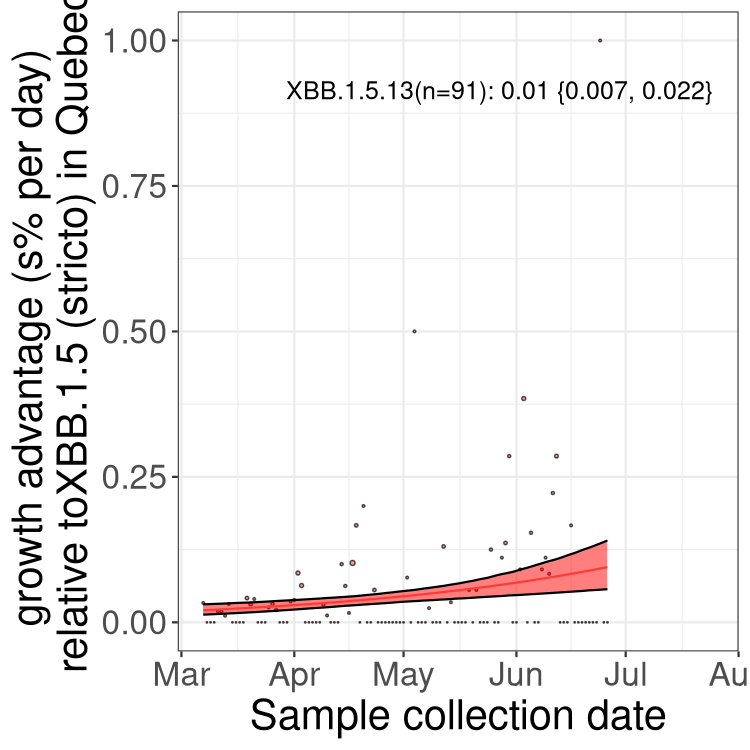 growth advantage (s% per day)
relative toXBB.1.5 (stricto) in Quebec
1.00
0.75
0.50
0.25
0.00
XBB.1.5.13(n=91): 0.01 {0.007, 0.022}
Mar Apr May Jun Jul Au
Sample collection date